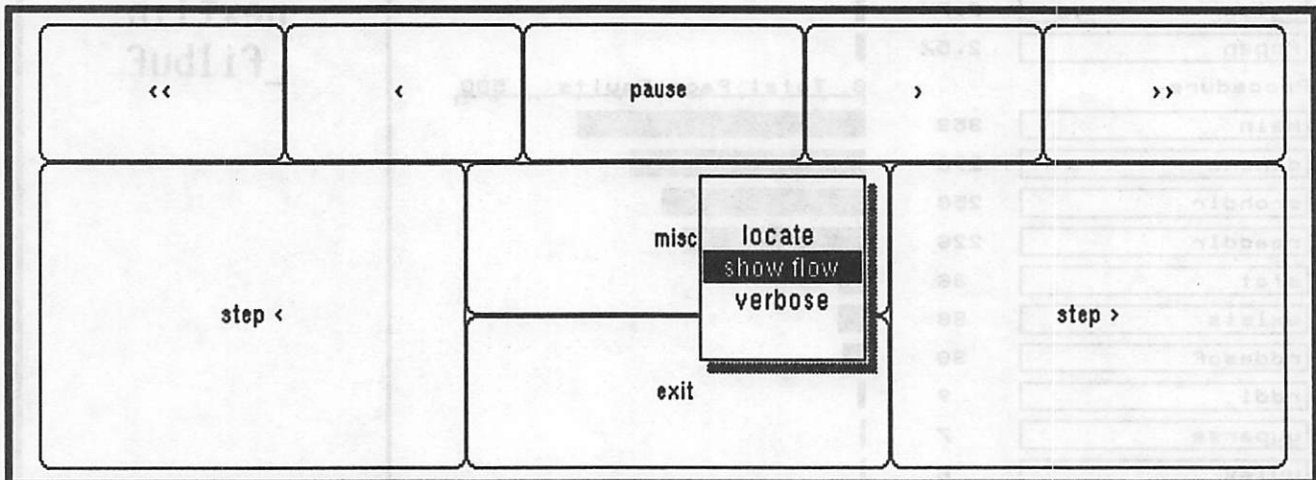 << < pause > >>
misc
locate
show flow
verbose
step <
step >
exit